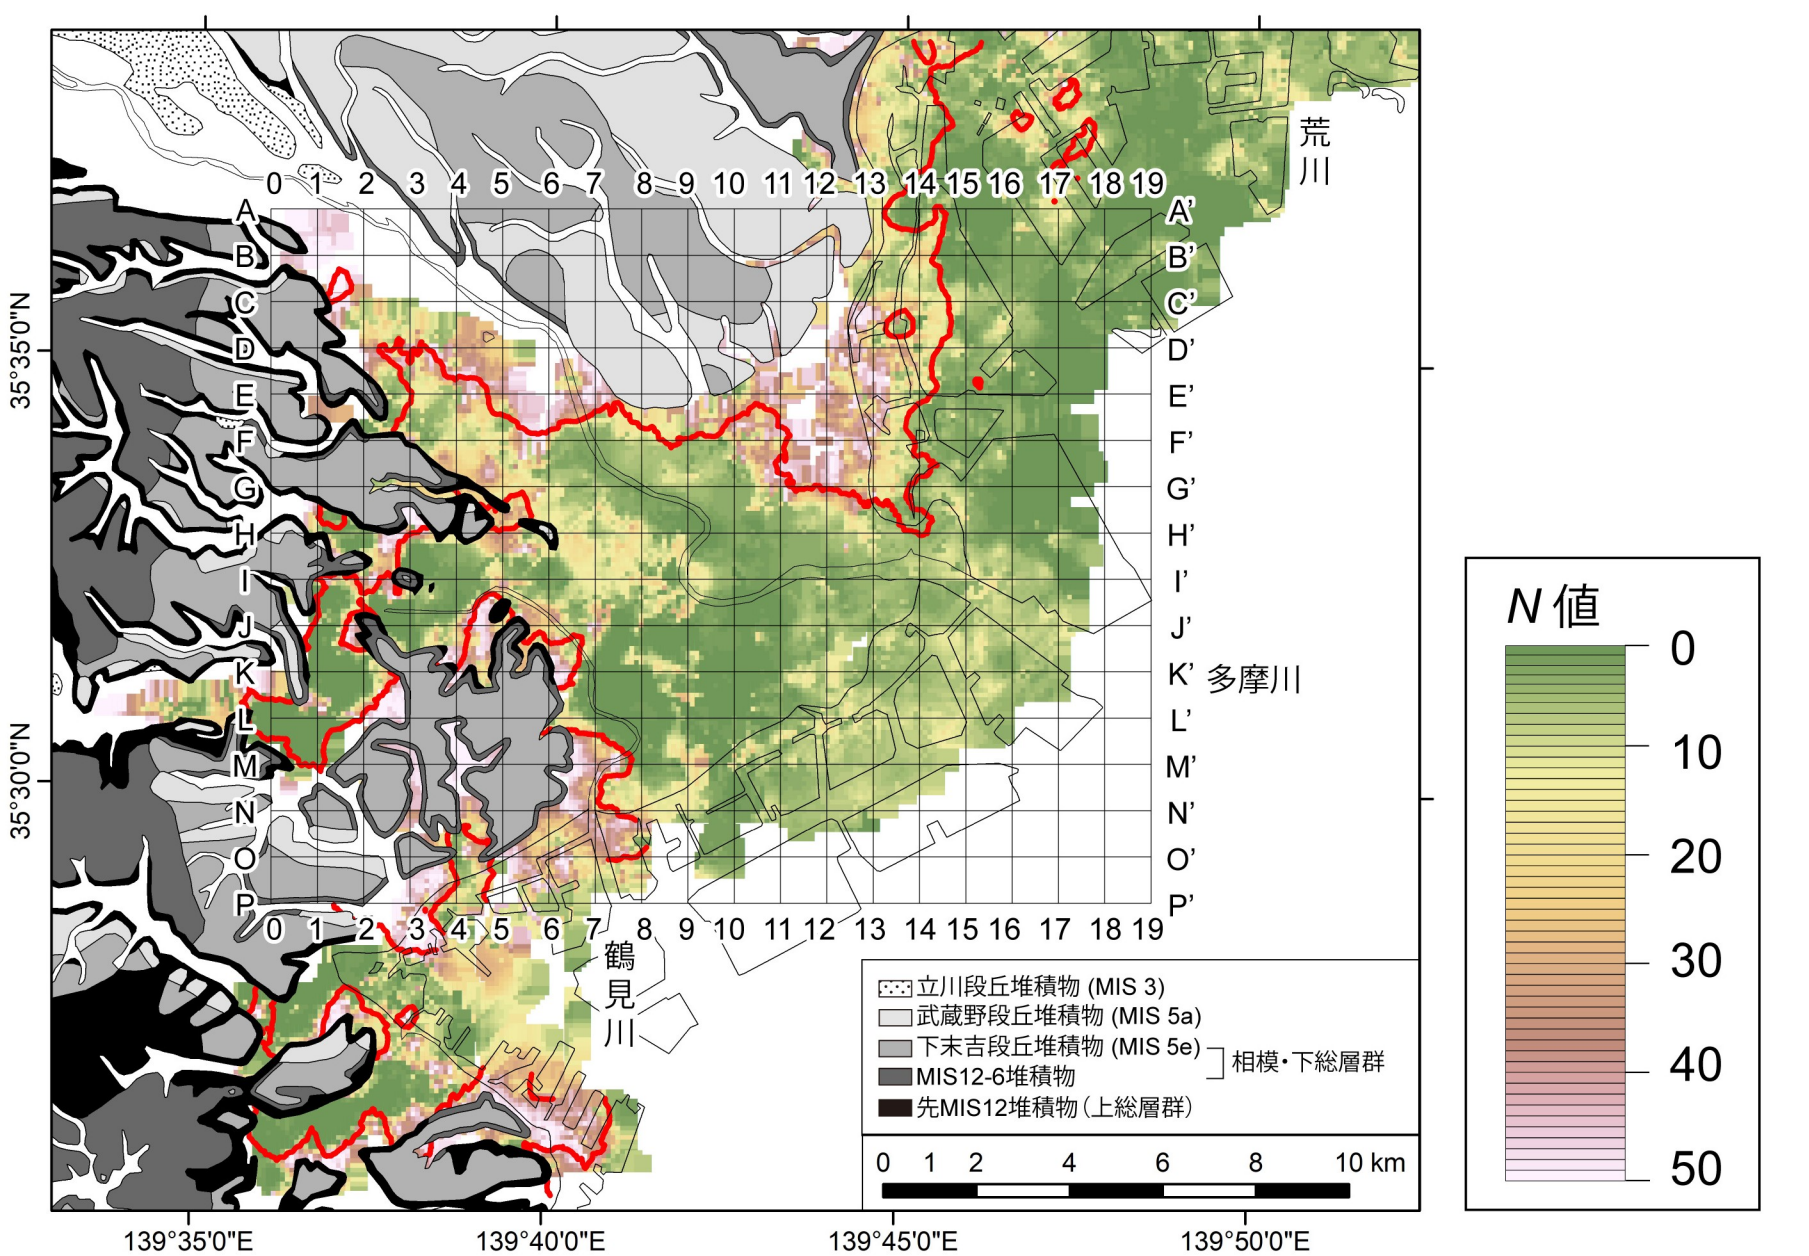 荒川
0 1 2 3 4 5 6 7 8 9 10 11 12 13 14 15 16 17 18 19
A A'
B B'
C C'
D D'
E E'
F F'
G G'
H H'
I I'
J J'
K K' 多摩川
L L'
M M'
N N'
O O'
P P'
0 1 2 3 4 5 6 7 8 9 10 11 12 13 14 15 16 17 18 19
鶴見川
35°35'0"N
35°30'0"N
139°35'0"E 139°40'0"E 139°45'0"E 139°50'0"E
立川段丘堆積物 (MIS 3)
武蔵野段丘堆積物 (MIS 5a)
下末吉段丘堆積物 (MIS 5e)
MIS12-6堆積物
相模・下総層群
先MIS12堆積物（上総層群）
0 1 2 4 6 8 10 km
N 値
0
10
20
30
40
50